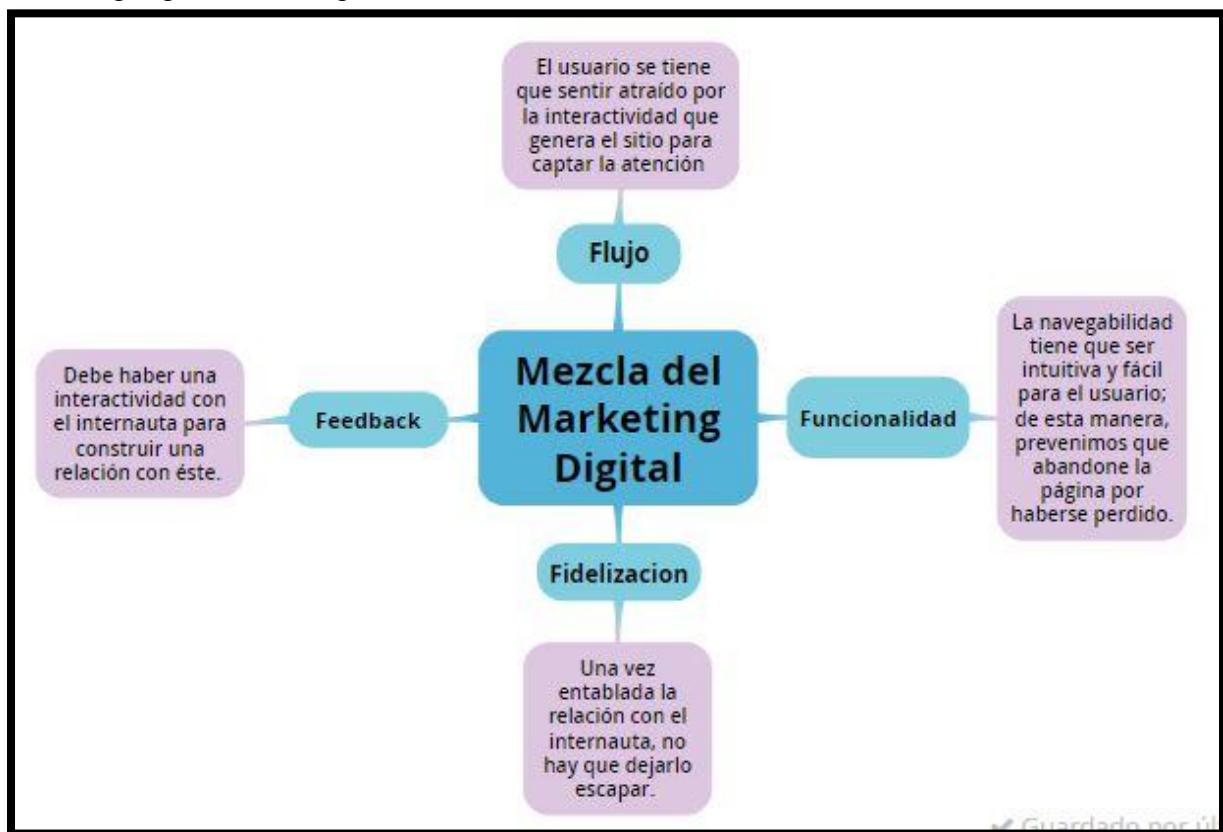 El usuario se tiene
que sentir atraído por
la interactividad que
genera el sitio para
captar la atención
Flujo
Mezcla del
Marketing
Digital
Funcionalidad
La navegabilidad
tiene que ser
intuitiva y fácil
para el usuario;
de esta manera,
prevenimos que
abandone la
página por
haberse perdido.
Feedback
Debe haber una
interactividad con
el internauta para
construir una
relación con éste.
Fidelizacion
Una vez
entablada la
relación con el
internauta, no
hay que dejarlo
escapar.
Guardado por